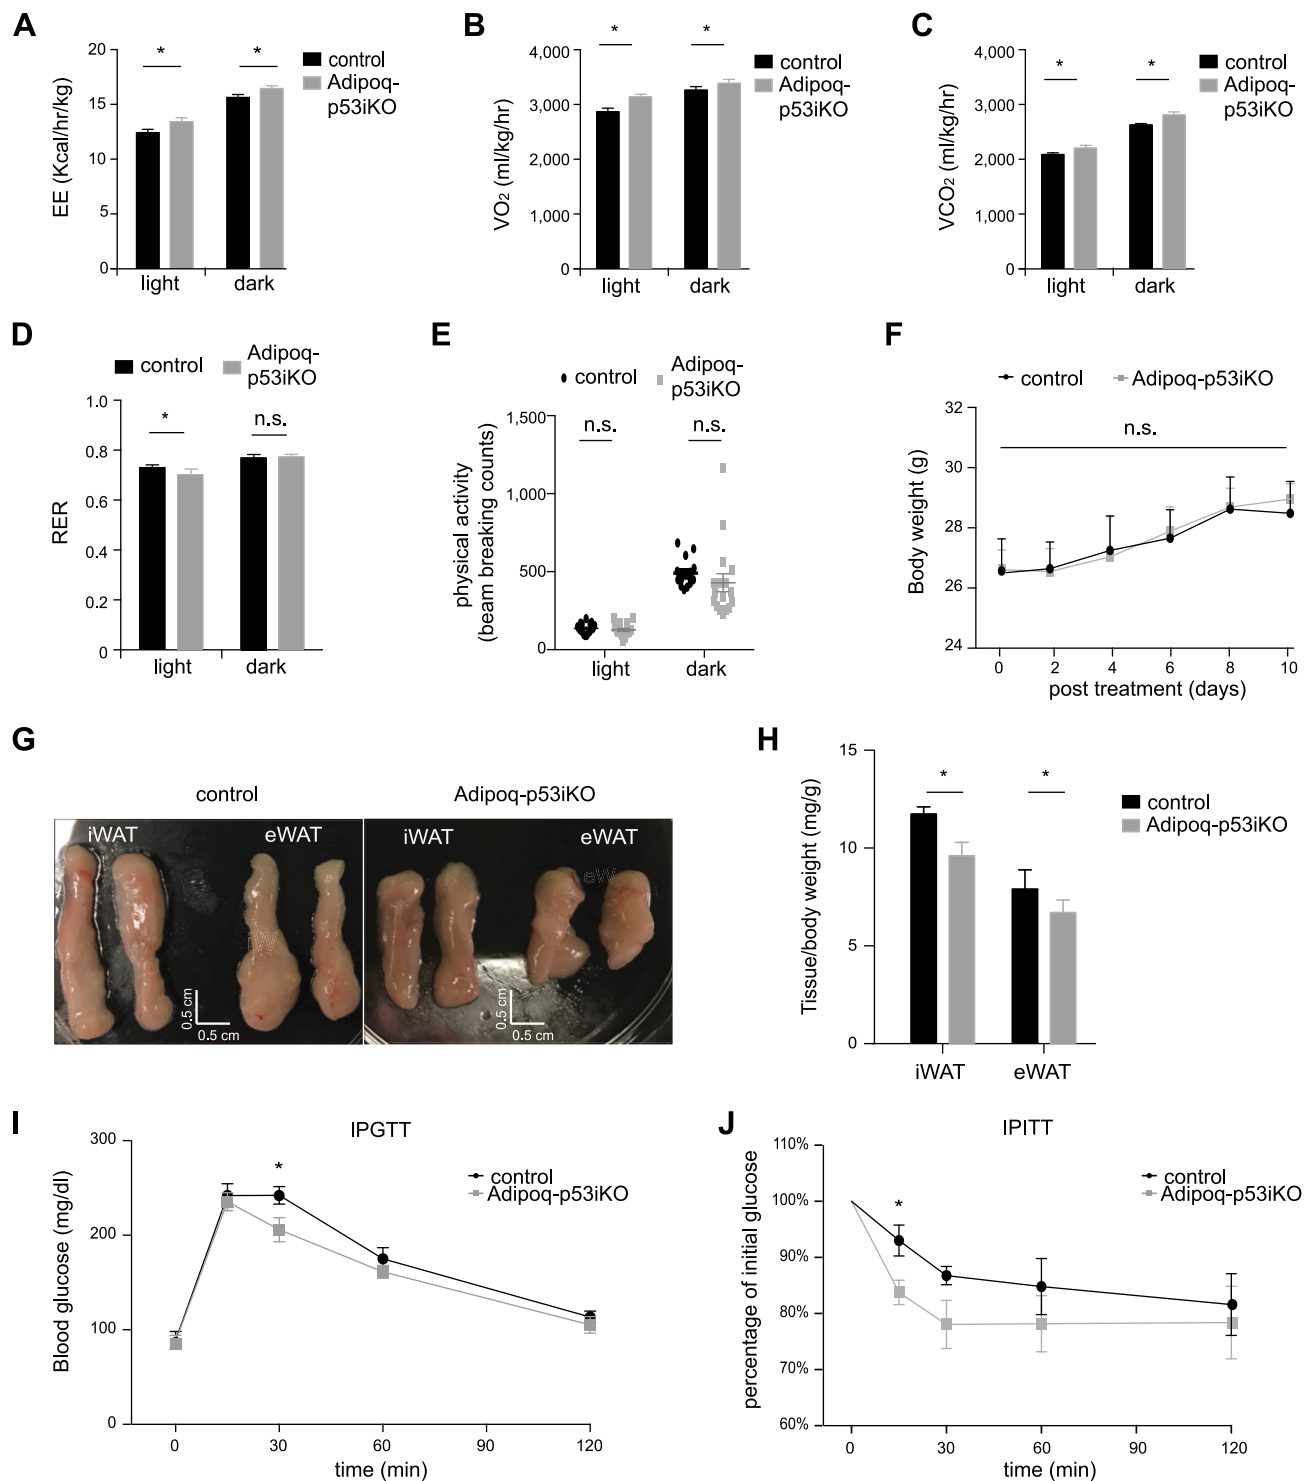 A
EE (Kcal/hr/kg)
20
15
10
5
0
*
*
light
dark
control
Adipoq-
p53iKO
B
VO2 (ml/kg/hr)
4,000
3,000
2,000
1,000
0
*
*
light
dark
control
Adipoq-
p53iKO
C
VCO2 (ml/kg/hr)
4,000
3,000
2,000
1,000
0
*
*
light
dark
control
Adipoq-
p53iKO
D
control
Adipoq-
p53iKO
RER
1.0
0.8
0.6
0.4
0.2
0
*
n.s.
light
dark
E
control
Adipoq-
p53iKO
physical activity
(beam breaking counts)
1,500
1,000
500
0
n.s.
n.s.
light
dark
F
control
Adipoq-p53iKO
Body weight (g)
32
30
28
26
24
n.s.
0 2 4 6 8 10
post treatment (days)
G
control
Adipoq-p53iKO
iWAT
eWAT
iWAT
eWAT
eW
iW
0.5 cm
0.5 cm
0.5 cm
0.5 cm
H
Tissue/body weight (mg/g)
15
10
5
0
*
*
iWAT
eWAT
control
Adipoq-p53iKO
I
IPGTT
Blood glucose (mg/dl)
300
200
100
0
*
control
Adipoq-p53iKO
0 30 60 90 120
time (min)
J
IPITT
percentage of initial glucose
110%
100%
90%
80%
70%
60%
*
control
Adipoq-p53iKO
0 30 60 90 120
time (min)